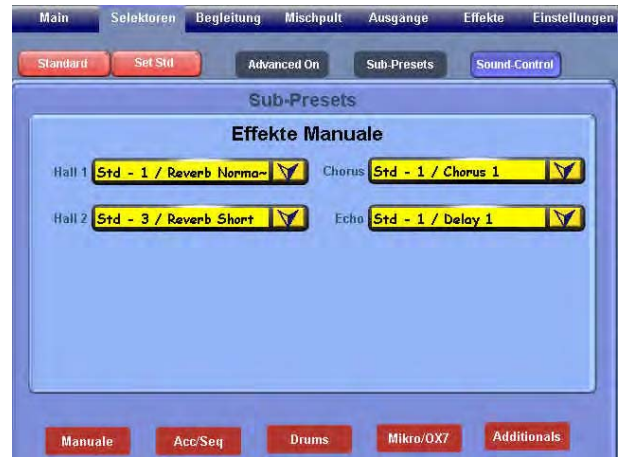 Main Selektoren Begleitung Mischpult Ausgange Effekte Einstellungen
Standard Set Std Advanced On Sub-Presets Sound-Control
Sub-Presets
Effekte Manuale
Hall 1 Std - 1 / Reverb Norma~ Chorus Std - 1 / Chorus 1
Hall 2 Std - 3 / Reverb Short Echo Std - 1 / Delay 1
Manuale Acc/Seq Drums Mikro/OX7 Additionals